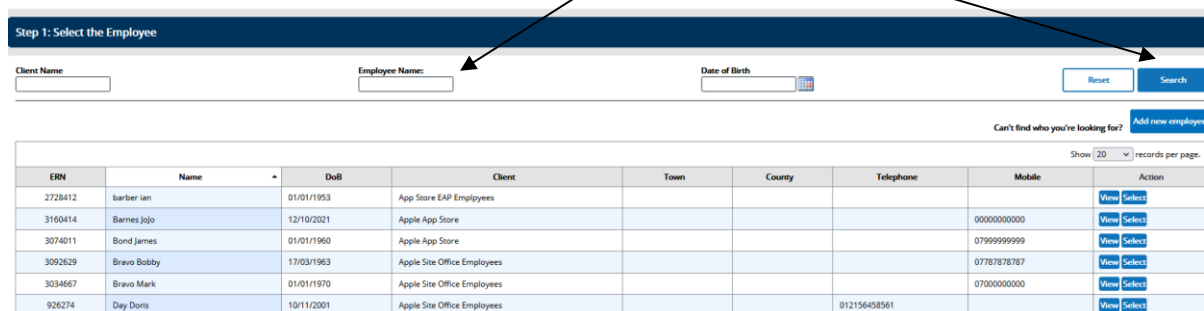 Step 1: Select the Employee
Client Name Employee Name: Date of Birth
Reset Search
Can't find who you're looking for? Add new employee
Show 20 records per page.
ERN Name DoB Client Town County Telephone Mobile Action
2728412 barber ian 01/01/1953 App Store EAP Emplpyees View Select
3160414 Barnes JoJo 12/10/2021 Apple App Store 00000000000 View Select
3074011 Bond James 01/01/1960 Apple App Store 07999999999 View Select
3092629 Bravo Bobby 17/03/1963 Apple Site Office Employees 07787878787 View Select
3034667 Bravo Mark 01/01/1970 Apple Site Office Employees 07000000000 View Select
926274 Day Doris 10/11/2001 Apple Site Office Employees 012156458561 View Select